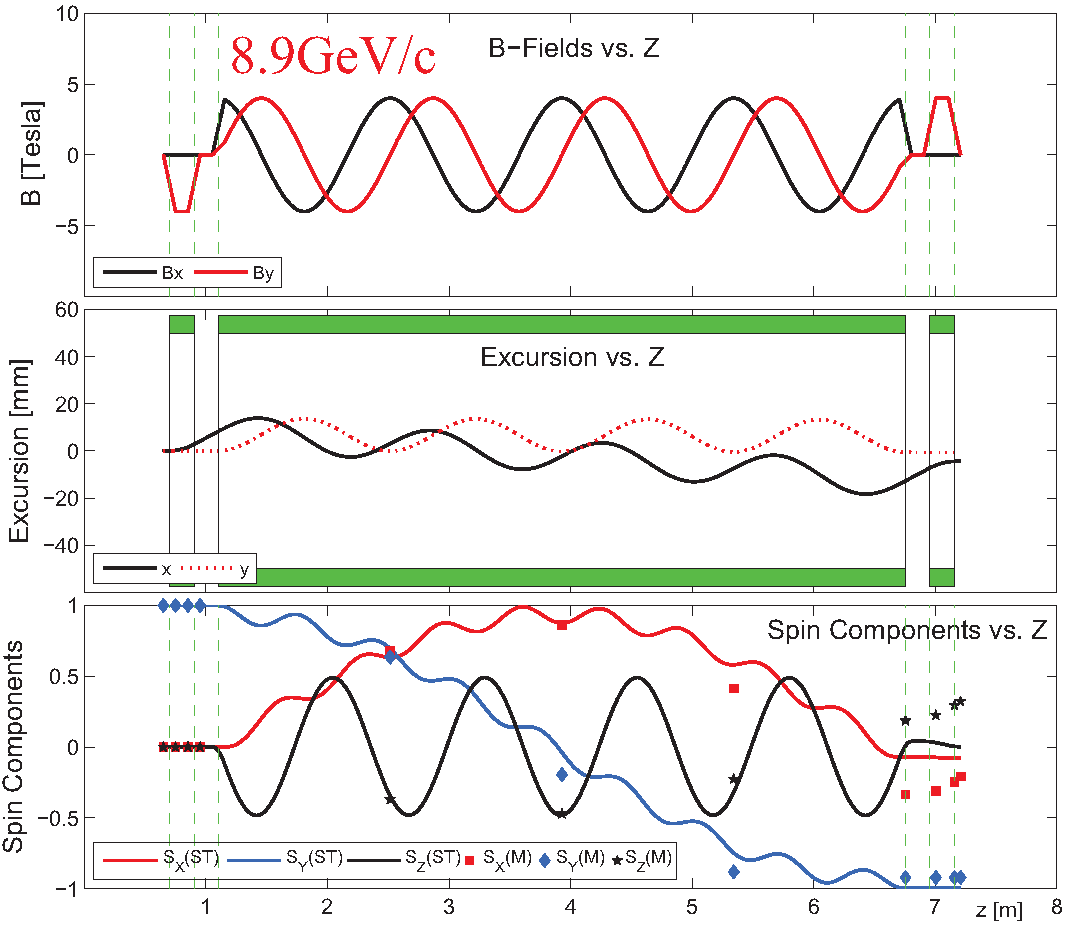 10
5
0
−5
B [Tesla]
8.9GeV/c
B−Fields vs. Z
Bx
By
60
40
20
0
−20
−40
Excursion [mm]
Excursion vs. Z
x
y
1
0.5
0
−0.5
−1
Spin Components
Spin Components vs. Z
S_X(ST)
S_Y(ST)
S_Z(ST)
S_X(M)
S_Y(M)
S_Z(M)
1 2 3 4 5 6 7 8
z [m]